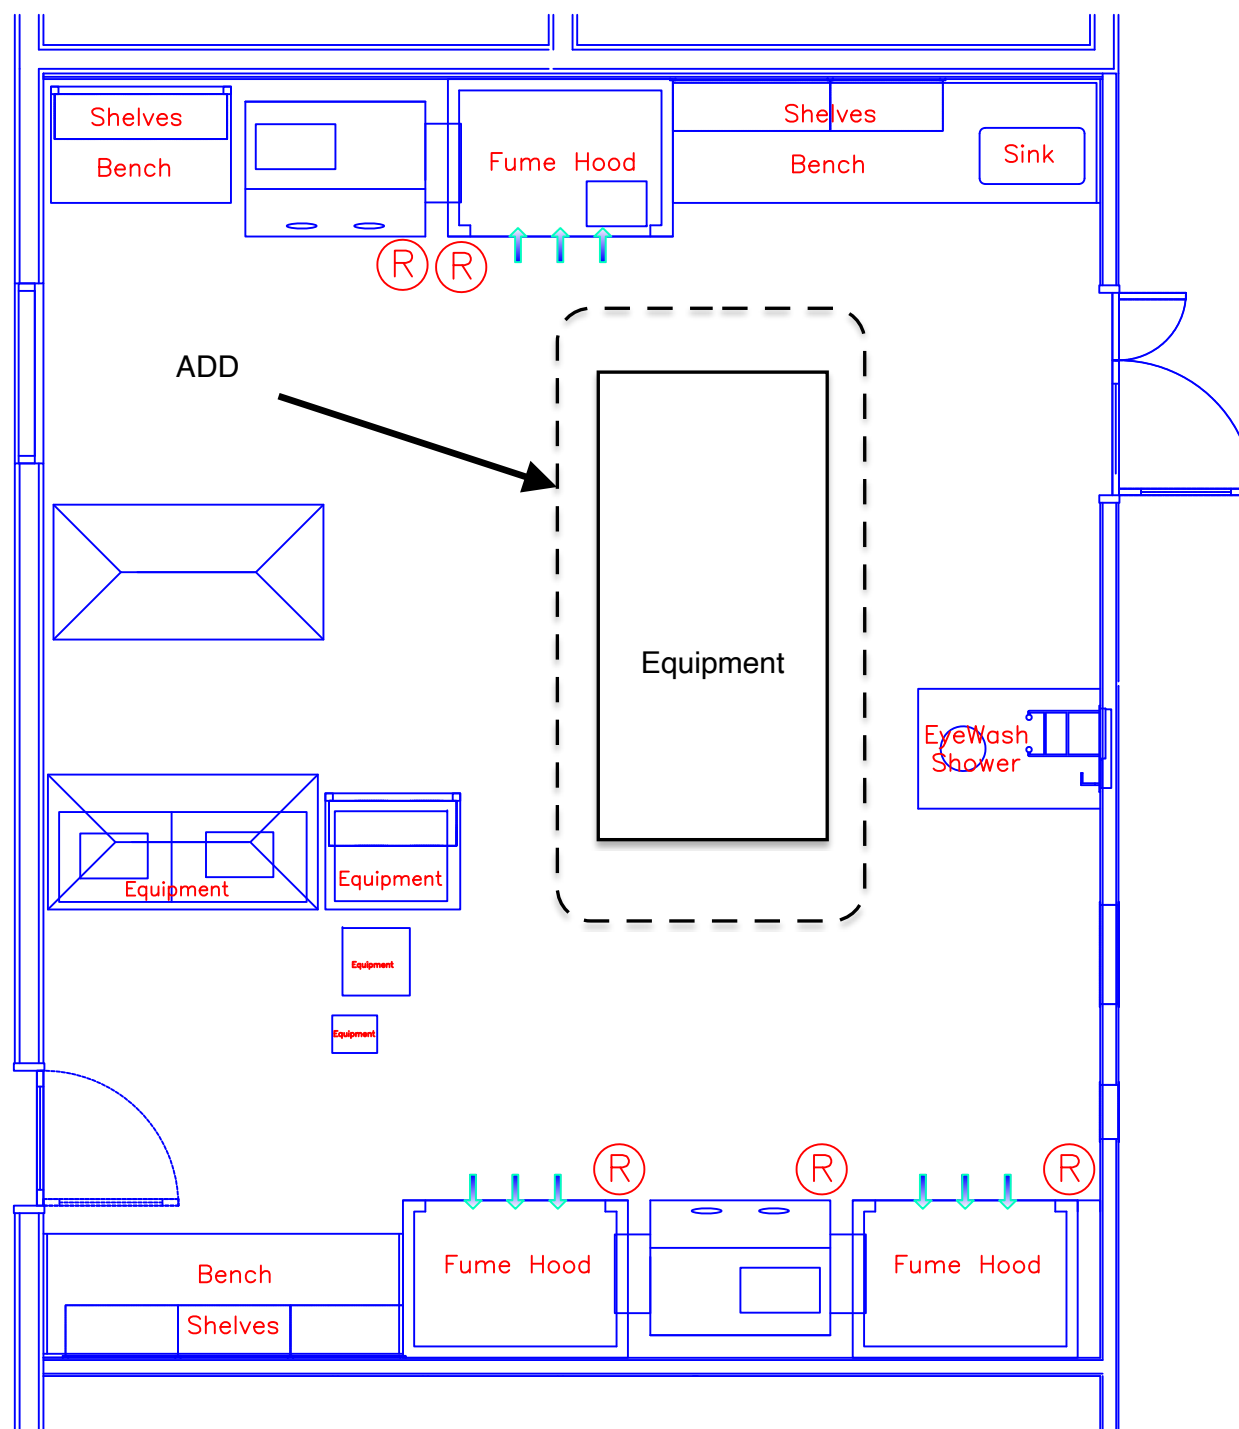 Shelves
Bench
Fume Hood
Shelves
Bench
Sink
R
R
ADD
Equipment
EyeWash
Shower
Equipment
Equipment
Equipment
Equipment
R
R
R
Bench
Shelves
Fume Hood
Fume Hood